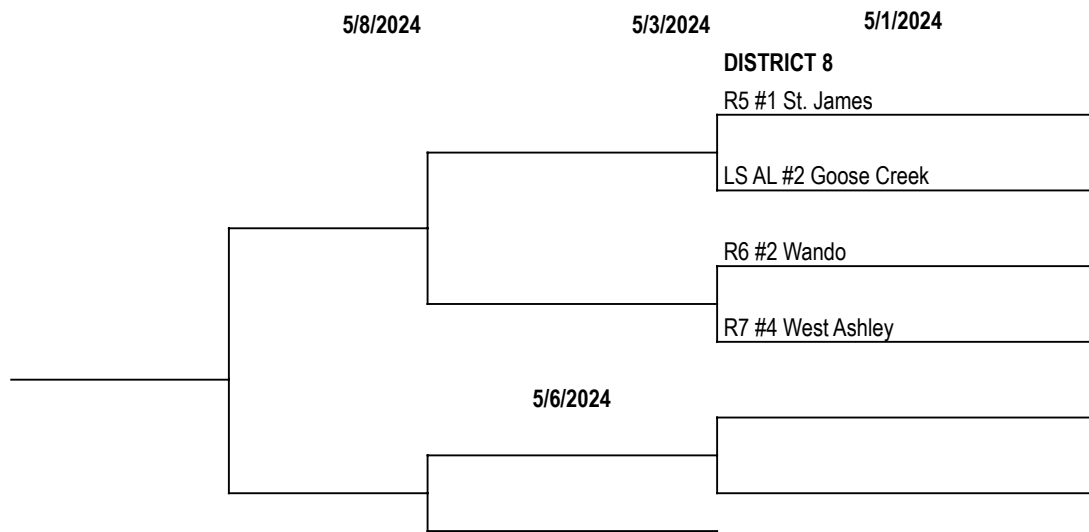 5/8/2024 5/3/2024 5/1/2024
DISTRICT 8
R5 #1 St. James
LS AL #2 Goose Creek
R6 #2 Wando
R7 #4 West Ashley
5/6/2024